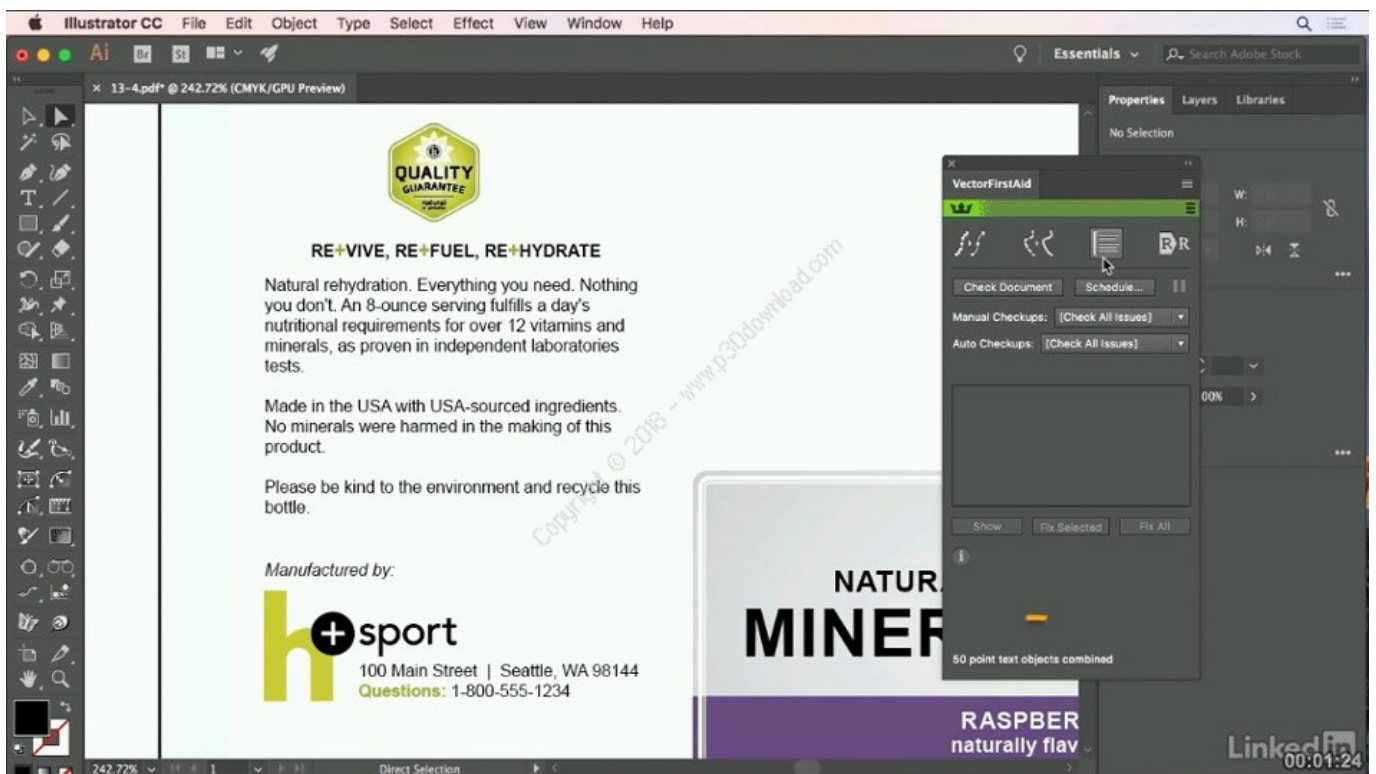 Illustrator CC File Edit Object Type Select Effect View Window Help
Ai Br St Essentials Search Adobe Stock
× 13-4.pdf* @ 242.72% (CMYK/GPU Preview)
Properties Layers Libraries
No Selection
W:
H:
00%
VectorFirstAid
R R
Check Document Schedule...
Manual Checkups: [Check All Issues]
Auto Checkups: [Check All Issues]
Show Fix Selected Fix All
50 point text objects combined
QUALITY
GUARANTEE
RE+VIVE, RE+FUEL, RE+HYDRATE
Natural rehydration. Everything you need. Nothing
you don't. An 8-ounce serving fulfills a day's
nutritional requirements for over 12 vitamins and
minerals, as proven in independent laboratories
tests.
Made in the USA with USA-sourced ingredients.
No minerals were harmed in the making of this
product.
Please be kind to the environment and recycle this
bottle.
Manufactured by:
h+ sport
100 Main Street | Seattle, WA 98144
Questions: 1-800-555-1234
NATUR
MINER
RASPBER
naturally flav
Copyright © 2018 - www.p30download.com
242.72% 1 Direct Selection
Linked in
00:01:24